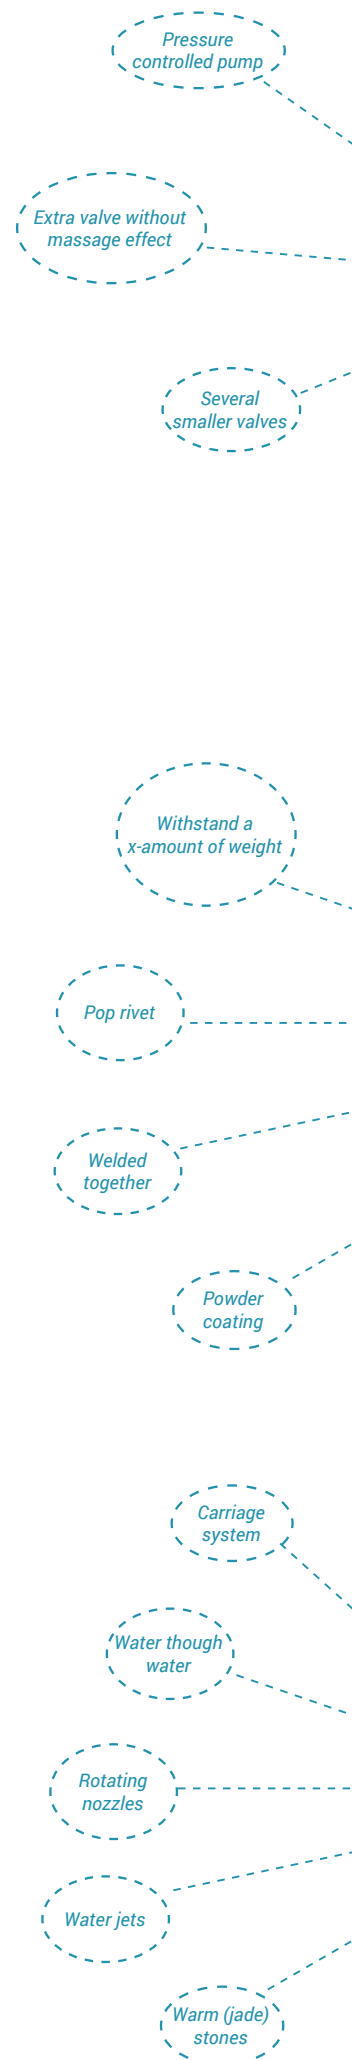 Pressure
controlled pump
Extra valve without
massage effect
Several
smaller valves
Withstand a
x-amount of weight
Pop rivet
Welded
together
Powder
coating
Carriage
system
Water though
water
Rotating
nozzles
Water jets
Warm (jade)
stones